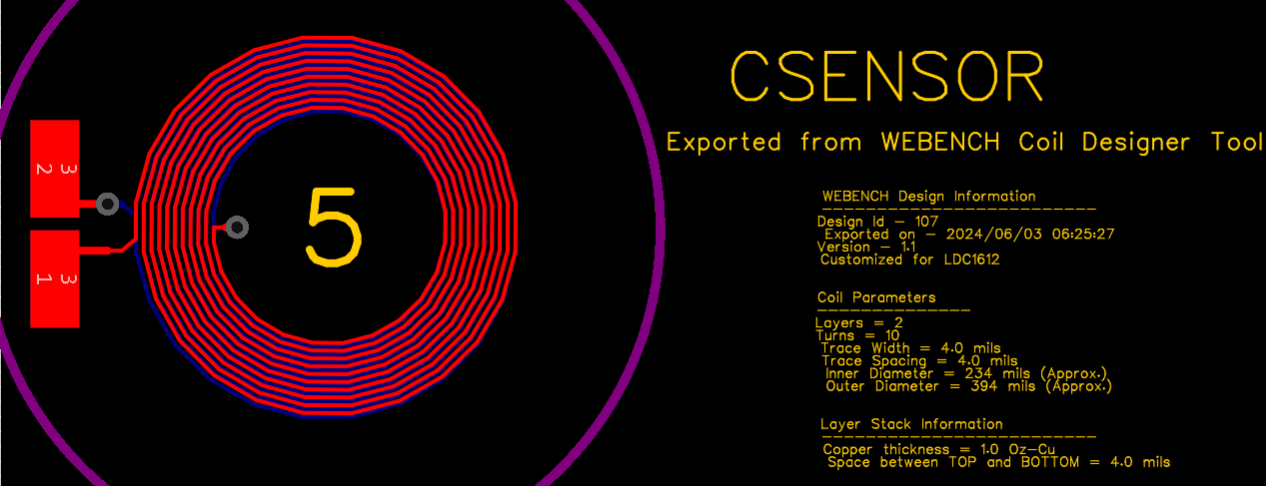 3
2
3
1
5
CSENSOR
Exported from WEBENCH Coil Designer Tool
WEBENCH Design Information
---------------------------
Design Id - 107
Exported on - 2024/06/03 06:25:27
Version - 1.1
Customized for LDC1612
Coil Parameters
---------------
Layers = 2
Turns = 10
Trace Width = 4.0 mils
Trace Spacing = 4.0 mils
Inner Diameter = 234 mils (Approx.)
Outer Diameter = 394 mils (Approx.)
Layer Stack Information
---------------------------
Copper thickness = 1.0 Oz-Cu
Space between TOP and BOTTOM = 4.0 mils